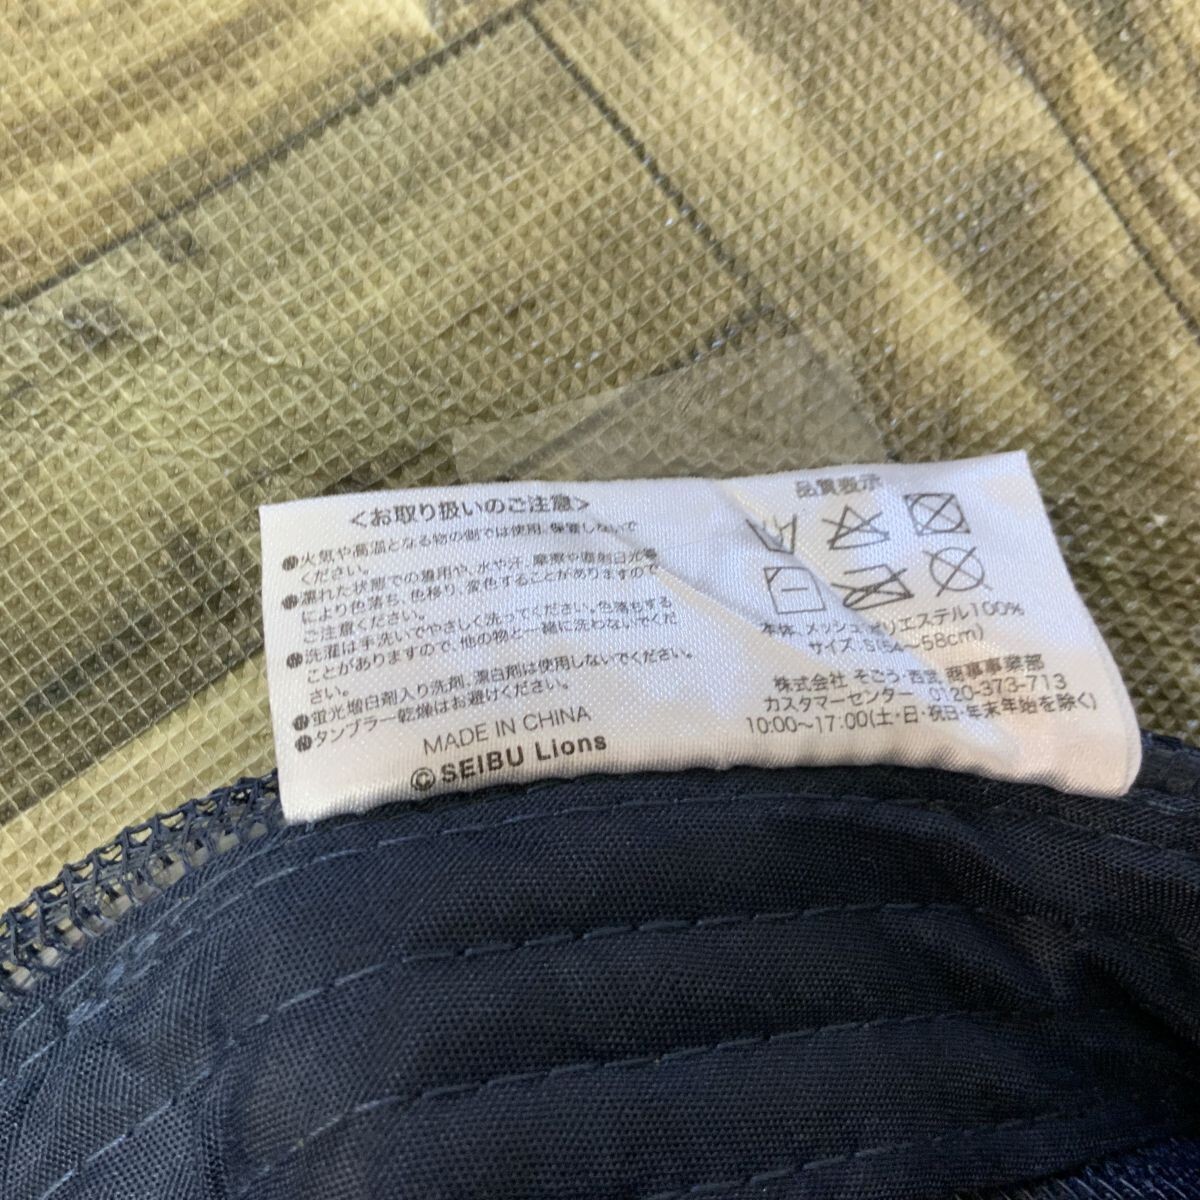 <お取り扱いのご注意>
●火気や高温となる物の側では使用、保管しないで
ください。
●濡れた状態での着用や、水や汗、摩擦や直射日光等
により色落ち、色移り、変色することがありますので
ご注意ください。
●洗濯は手洗いでやさしく洗ってください。色落ちする
ことがありますので、他の物と一緒に洗わないでくだ
さい。
●蛍光増白剤入り洗剤、漂白剤は使用しないでください。
●タンブラー乾燥はお避けください。
MADE IN CHINA
©SEIBU Lions
品質表示
本体 メッシュ ポリエステル100%
サイズ:S(54~58cm)
株式会社 そごう・西武 商事事業部
カスタマーセンター 0120-373-713
10:00~17:00(土・日・祝日・年末年始を除く)